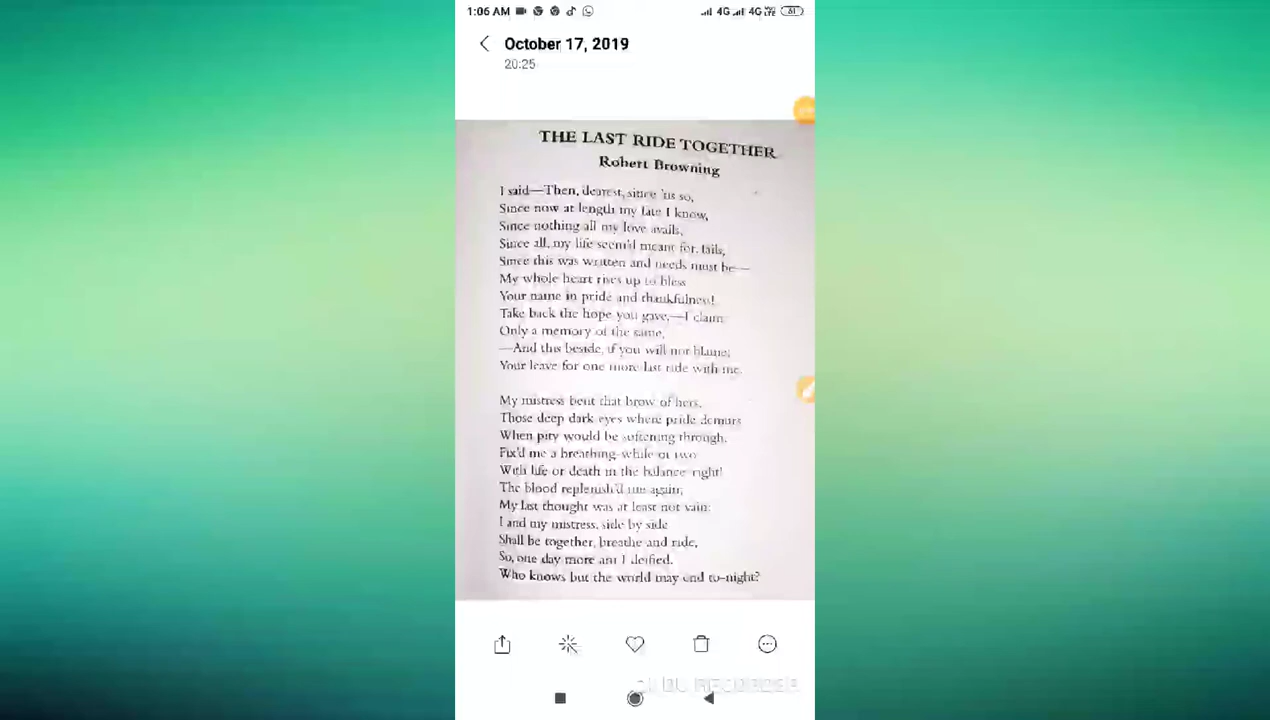 1:06 AM
4G 4G VoLTE 61
October 17, 2019
20:25
THE LAST RIDE TOGETHER
Robert Browning
I said—Then, dearest, since 'tis so,
Since now at length my fate I know,
Since nothing all my love avails,
Since all, my life seem'd meant for, fails,
Since this was written and needs must be—
My whole heart rises up to bless
Your name in pride and thankfulness!
Take back the hope you gave,—I claim
Only a memory of the same,
—And this beside, if you will not blame;
Your leave for one more last ride with me.
My mistress bent that brow of hers,
Those deep dark eyes where pride demurs
When pity would be softening through,
Fix'd me a breathing-while or two
With life or death in the balance: right!
The blood replenish'd me again;
My last thought was at least not vain:
I and my mistress, side by side
Shall be together, breathe and ride,
So, one day more am I deified.
Who knows but the world may end to-night?
DU RECORDER